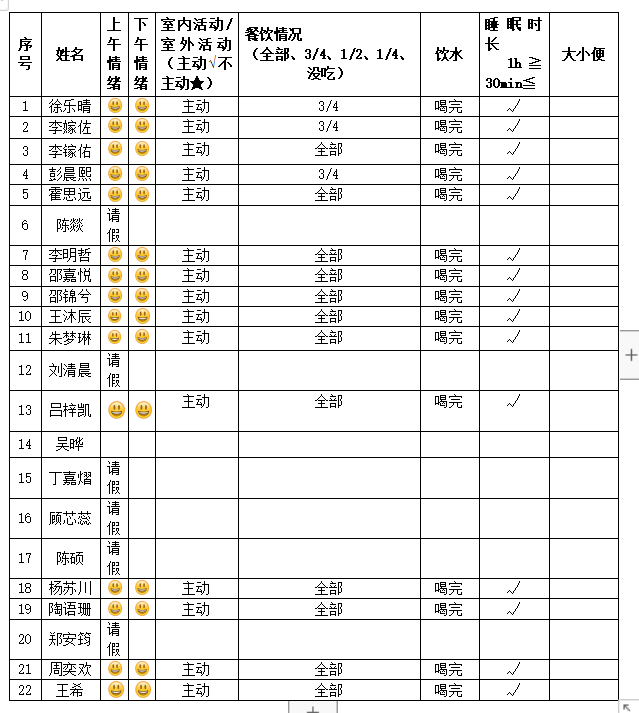 序号 姓名 上午情绪 下午情绪 室内活动/室外活动（主动√不主动★） 餐饮情况（全部、3/4、1/2、1/4、没吃） 饮水 睡眠时长 1h≧ 30min≦ 大小便
1 徐乐晴 😀 😀 主动 3/4 喝完 √
2 李嫁佐 😀 😀 主动 3/4 喝完 √
3 李镓佑 😀 😀 主动 全部 喝完 √
4 彭晨熙 😀 😀 主动 3/4 喝完 √
5 霍思远 😀 😀 主动 全部 喝完 √
6 陈燚 请假
7 李明哲 😀 😀 主动 全部 喝完 √
8 邵嘉悦 😀 😀 主动 全部 喝完 √
9 邵锦兮 😀 😀 主动 全部 喝完 √
10 王沐辰 😀 😀 主动 全部 喝完 √
11 朱梦琳 😀 😀 主动 全部 喝完 √
12 刘清晨 请假
13 吕梓凯 😀 😀 主动 全部 喝完 √
14 吴晔
15 丁嘉熠 请假
16 顾芯蕊 请假
17 陈硕 请假
18 杨苏川 😀 😀 主动 全部 喝完 √
19 陶语珊 😀 😀 主动 全部 喝完 √
20 郑安筠 请假
21 周奕欢 😀 😀 主动 全部 喝完 √
22 王希 😀 😀 主动 全部 喝完 √